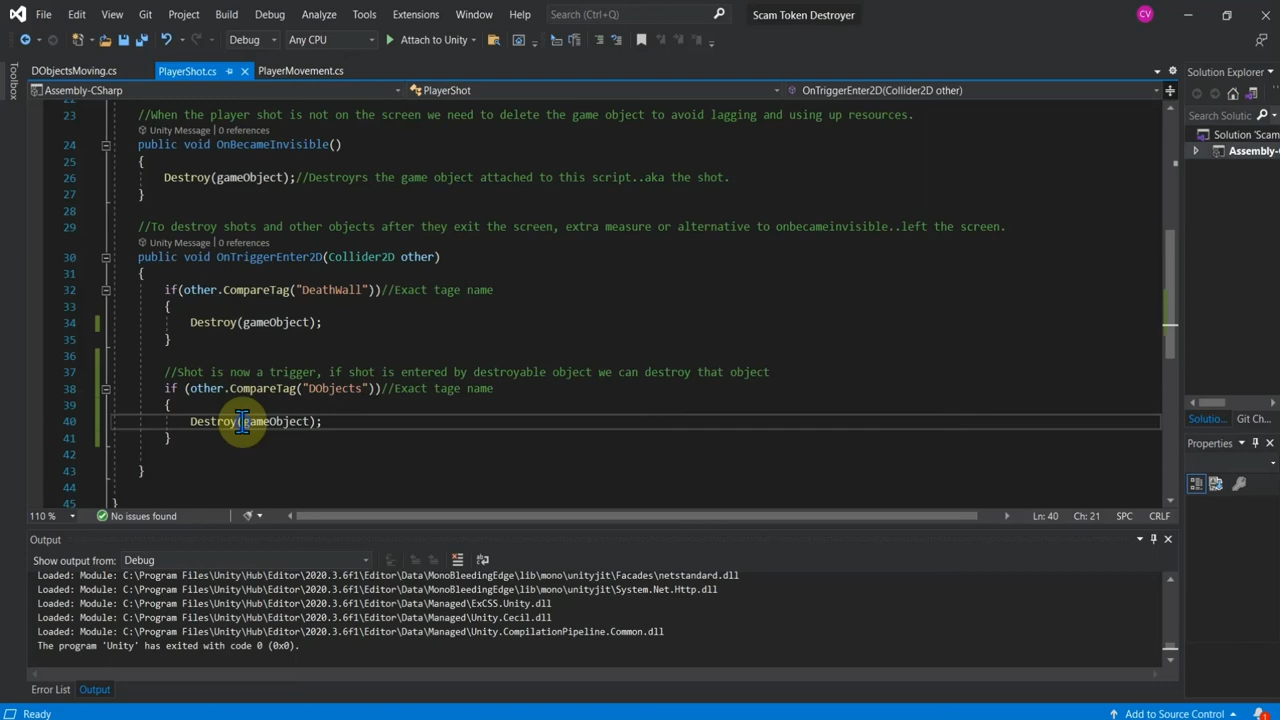 File Edit View Git Project Build Debug Analyze Tools Extensions Window Help Search (Ctrl+Q) Scam Token Destroyer CV
Debug Any CPU Attach to Unity
Toolbox
DObjectsMoving.cs PlayerShot.cs PlayerMovement.cs
Assembly-CSharp PlayerShot OnTriggerEnter2D(Collider2D other)
22
23 //When the player shot is not on the screen we need to delete the game object to avoid lagging and using up resources.
Unity Message | 0 references
24 public void OnBecameInvisible()
25 {
26 Destroy(gameObject);//Destroyrs the game object attached to this script..aka the shot.
27 }
28
29 //To destroy shots and other objects after they exit the screen, extra measure or alternative to onbecameinvisible..left the screen.
Unity Message | 0 references
30 public void OnTriggerEnter2D(Collider2D other)
31 {
32 if(other.CompareTag("DeathWall"))//Exact tage name
33 {
34 Destroy(gameObject);
35 }
36
37 //Shot is now a trigger, if shot is entered by destroyable object we can destroy that object
38 if (other.CompareTag("DObjects"))//Exact tage name
39 {
40 Destroy(gameObject);
41 }
42
43 }
44
45 }
110 % No issues found Ln: 40 Ch: 21 SPC CRLF
Output
Show output from: Debug
Loaded: Module: C:\Program Files\Unity\Hub\Editor\2020.3.6f1\Editor\Data\MonoBleedingEdge\lib\mono\unityjit\Facades\netstandard.dll
Loaded: Module: C:\Program Files\Unity\Hub\Editor\2020.3.6f1\Editor\Data\MonoBleedingEdge\lib\mono\unityjit\System.Net.Http.dll
Loaded: Module: C:\Program Files\Unity\Hub\Editor\2020.3.6f1\Editor\Data\Managed\ExCSS.Unity.dll
Loaded: Module: C:\Program Files\Unity\Hub\Editor\2020.3.6f1\Editor\Data\Managed\Unity.Cecil.dll
Loaded: Module: C:\Program Files\Unity\Hub\Editor\2020.3.6f1\Editor\Data\Managed\Unity.CompilationPipeline.Common.dll
The program 'Unity' has exited with code 0 (0x0).
Error List Output
Solution Explorer
Search Solutic
Solution 'Scam
Assembly-C
Solutio... Git Ch...
Properties
Ready Add to Source Control